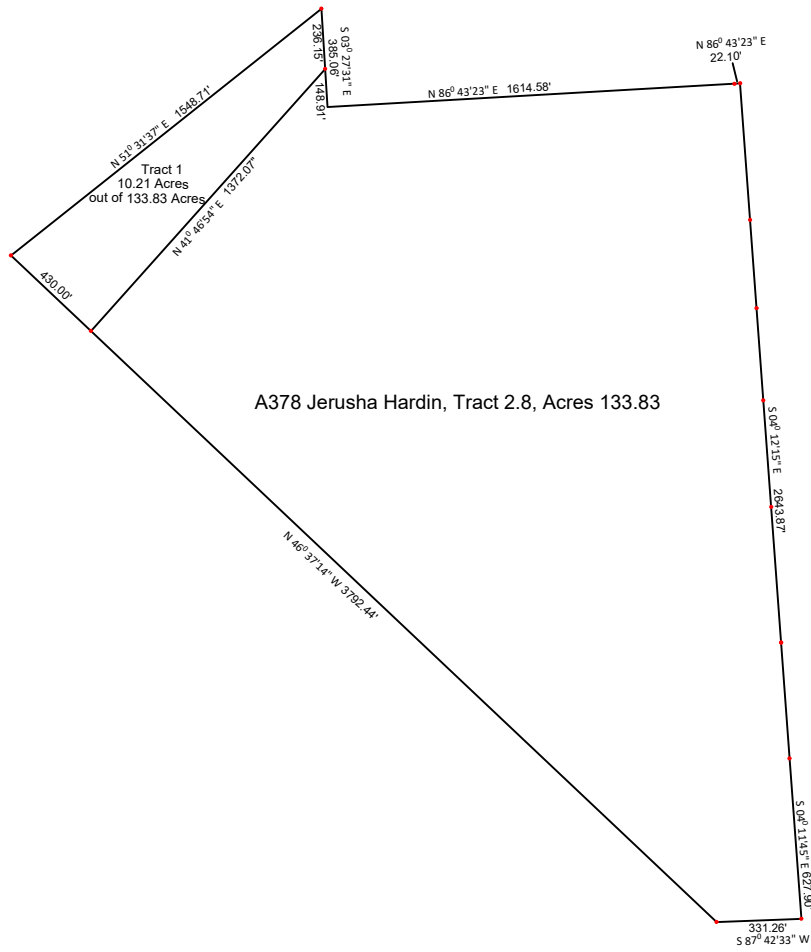 N 86⁰ 43'23" E
22.10'
S 03⁰ 27'31" E
385.06'
236.15'
148.91'
N 86⁰ 43'23" E 1614.58'
N 51⁰ 31'37" E 1548.71'
Tract 1
10.21 Acres
out of 133.83 Acres
N 41⁰ 46'54" E 1372.07"
430.00'
A378 Jerusha Hardin, Tract 2.8, Acres 133.83
S 04⁰ 12'15" E 2643.87'
N 46⁰ 37'14" W 3792.44'
S 04⁰ 11'45" E 627.90'
331.26'
S 87⁰ 42'33" W